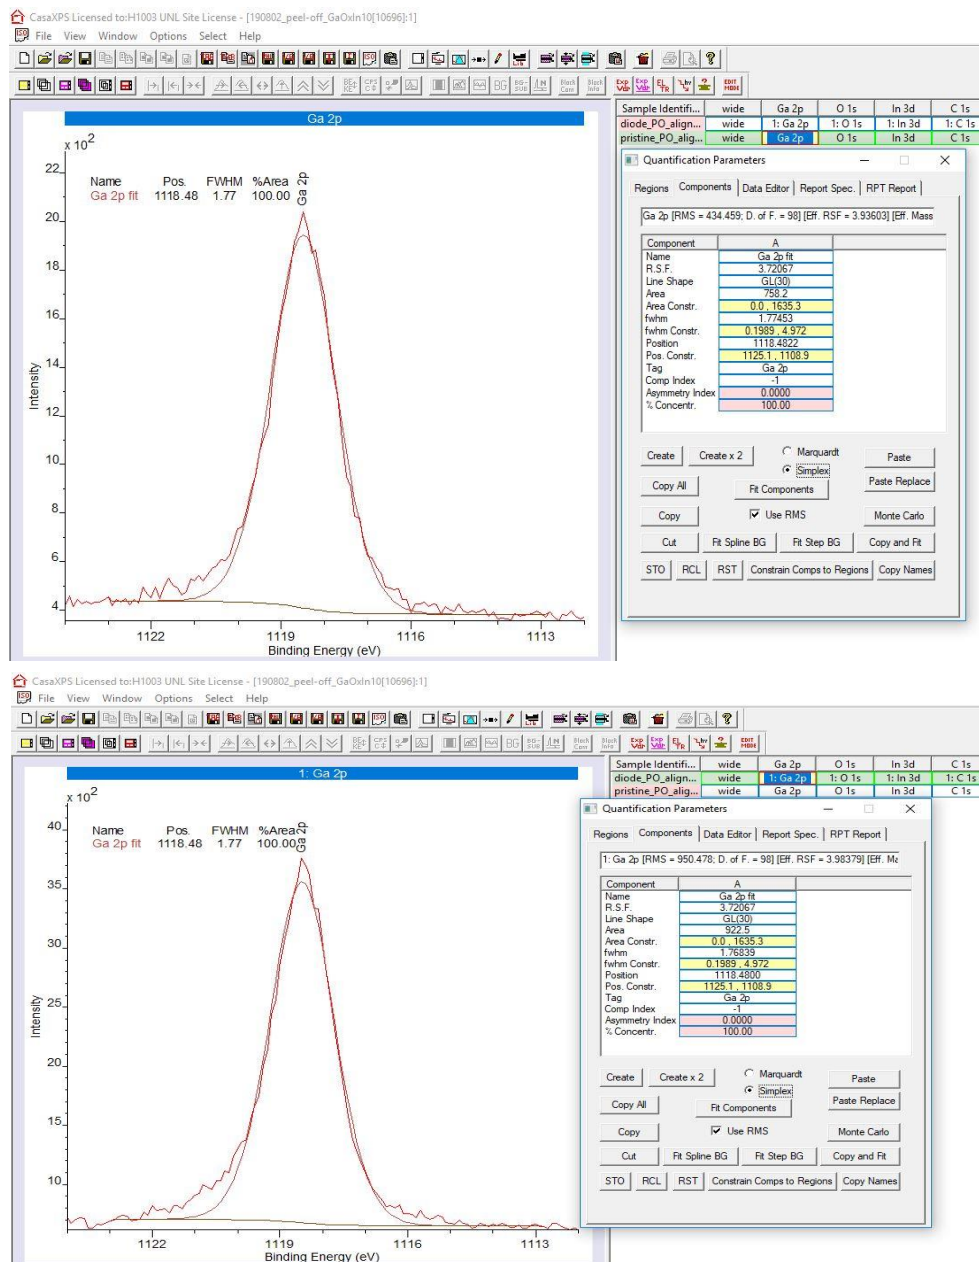 CasaXPS Licensed to:H1003 UNL Site License - [190802_peel-off_GaOxIn10[10696]:1]
File View Window Options Select Help
Sample Identifi... wide Ga 2p O 1s In 3d C 1s
diode_PO_align... wide 1: Ga 2p 1: O 1s 1: In 3d 1: C 1s
pristine_PO_alig... wide Ga 2p O 1s In 3d C 1s
Ga 2p
x 10²
Name Pos. FWHM %Area
Ga 2p fit 1118.48 1.77 100.00
Ga 2p
22
20
18
16
14
12
10
8
6
4
Intensity
1122 1119 1116 1113
Binding Energy (eV)
Quantification Parameters
Regions Components Data Editor Report Spec. RPT Report
Ga 2p [RMS = 434.459; D. of F. = 98] [Eff. RSF = 3.93603] [Eff. Mass
Component A
Name Ga 2p fit
R.S.F. 3.72067
Line Shape GL(30)
Area 758.2
Area Constr. 0.0 , 1635.3
fwhm 1.77453
fwhm Constr. 0.1989 , 4.972
Position 1118.4822
Pos. Constr. 1125.1 , 1108.9
Tag Ga 2p
Comp Index -1
Asymmetry Index 0.0000
% Concentr. 100.00
Create Create x 2 Marquardt Paste
Simplex
Copy All Fit Components Paste Replace
Copy Use RMS Monte Carlo
Cut Fit Spline BG Fit Step BG Copy and Fit
STO RCL RST Constrain Comps to Regions Copy Names
CasaXPS Licensed to:H1003 UNL Site License - [190802_peel-off_GaOxIn10[10696]:1]
File View Window Options Select Help
Sample Identifi... wide Ga 2p O 1s In 3d C 1s
diode_PO_align... wide 1: Ga 2p 1: O 1s 1: In 3d 1: C 1s
pristine_PO_alig... wide Ga 2p O 1s In 3d C 1s
1: Ga 2p
x 10²
Name Pos. FWHM %Area
Ga 2p fit 1118.48 1.77 100.00
Ga 2p
40
35
30
25
20
15
10
Intensity
1122 1119 1116 1113
Binding Energy (eV)
Quantification Parameters
Regions Components Data Editor Report Spec. RPT Report
1: Ga 2p [RMS = 950.478; D. of F. = 98] [Eff. RSF = 3.98379] [Eff. Ma
Component A
Name Ga 2p fit
R.S.F. 3.72067
Line Shape GL(30)
Area 922.5
Area Constr. 0.0 , 1635.3
fwhm 1.76839
fwhm Constr. 0.1989 , 4.972
Position 1118.4800
Pos. Constr. 1125.1 , 1108.9
Tag Ga 2p
Comp Index -1
Asymmetry Index 0.0000
% Concentr. 100.00
Create Create x 2 Marquardt Paste
Simplex
Copy All Fit Components Paste Replace
Copy Use RMS Monte Carlo
Cut Fit Spline BG Fit Step BG Copy and Fit
STO RCL RST Constrain Comps to Regions Copy Names